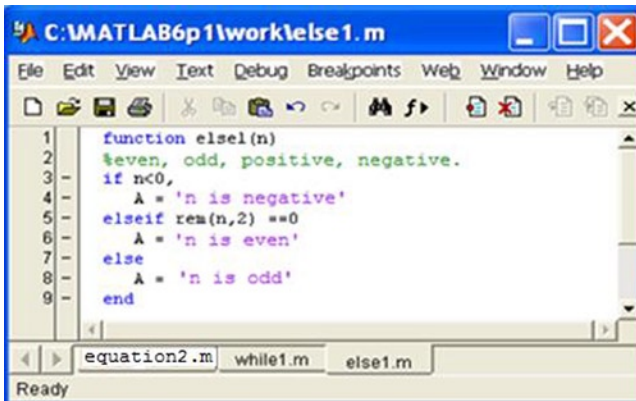 C:\MATLAB6p1\work\else1.m
File Edit View Text Debug Breakpoints Web Window Help
1 function else1(n)
2 %even, odd, positive, negative.
3 - if n<0,
4 - A = 'n is negative'
5 - elseif rem(n,2) ==0
6 - A = 'n is even'
7 - else
8 - A = 'n is odd'
9 - end
equation2.m while1.m else1.m
Ready